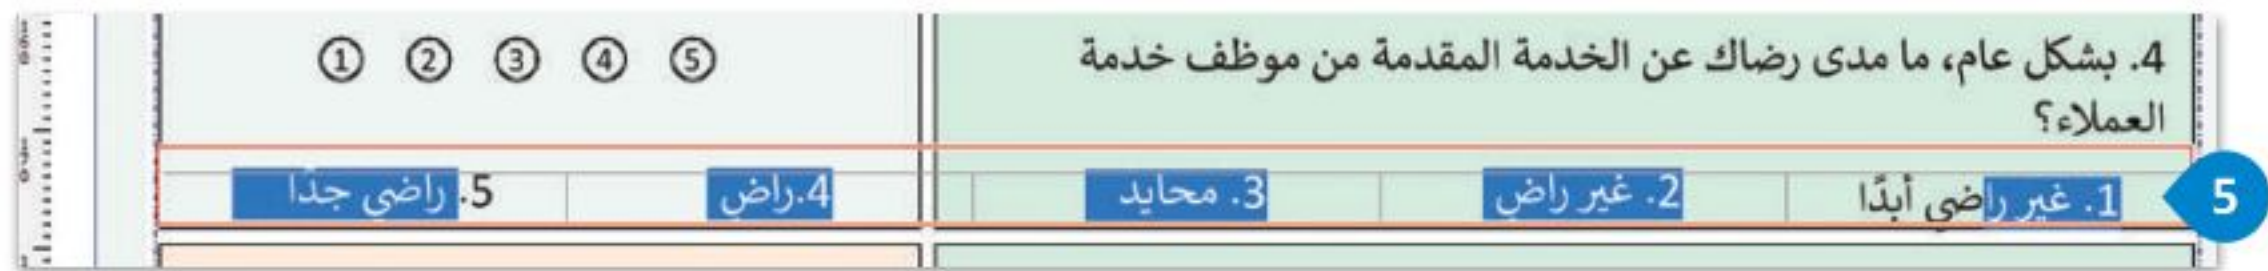 4. بشكل عام، ما مدى رضاك عن الخدمة المقدمة من موظف خدمة
العملاء؟
① ② ③ ④ ⑤
1. غير راضي أبدًا 2. غير راض 3. محايد 4.راضٍ 5. راضي جدًا
5